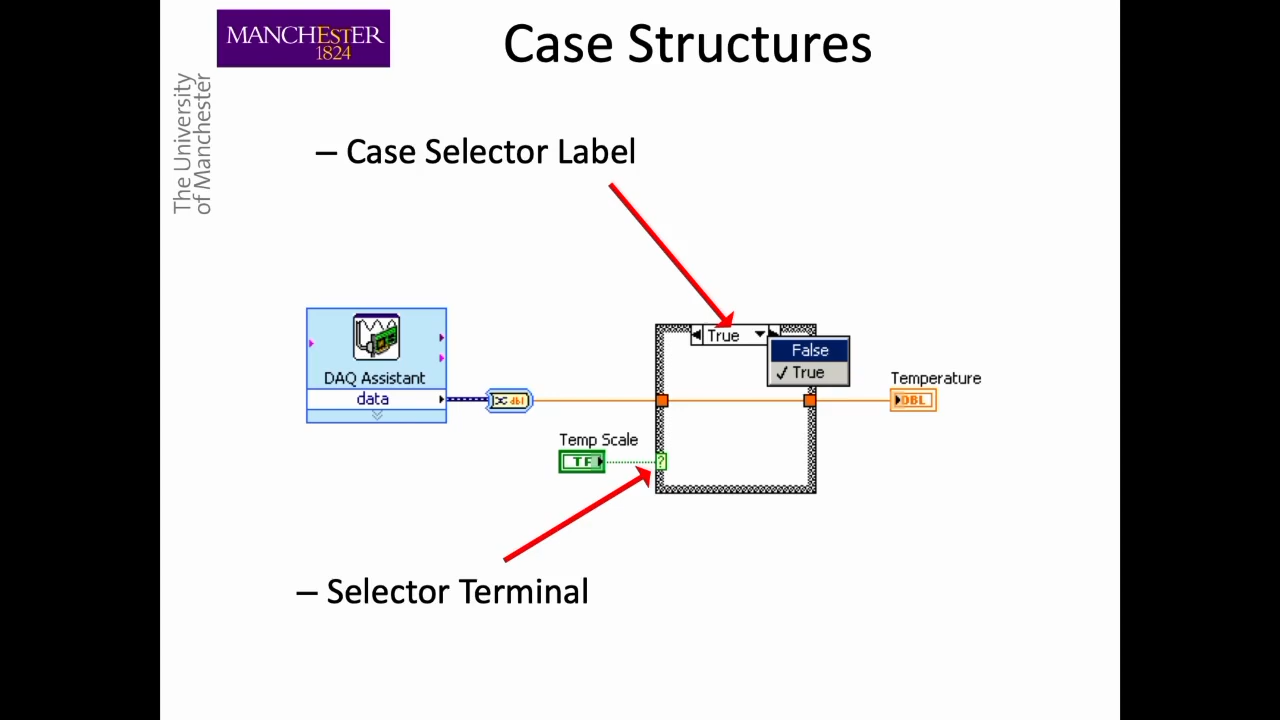 MANCHESTER
1824
The University
of Manchester
Case Structures
– Case Selector Label
True
False
✓ True
DAQ Assistant
data
dbl
Temp Scale
TF
?
Temperature
DBL
– Selector Terminal